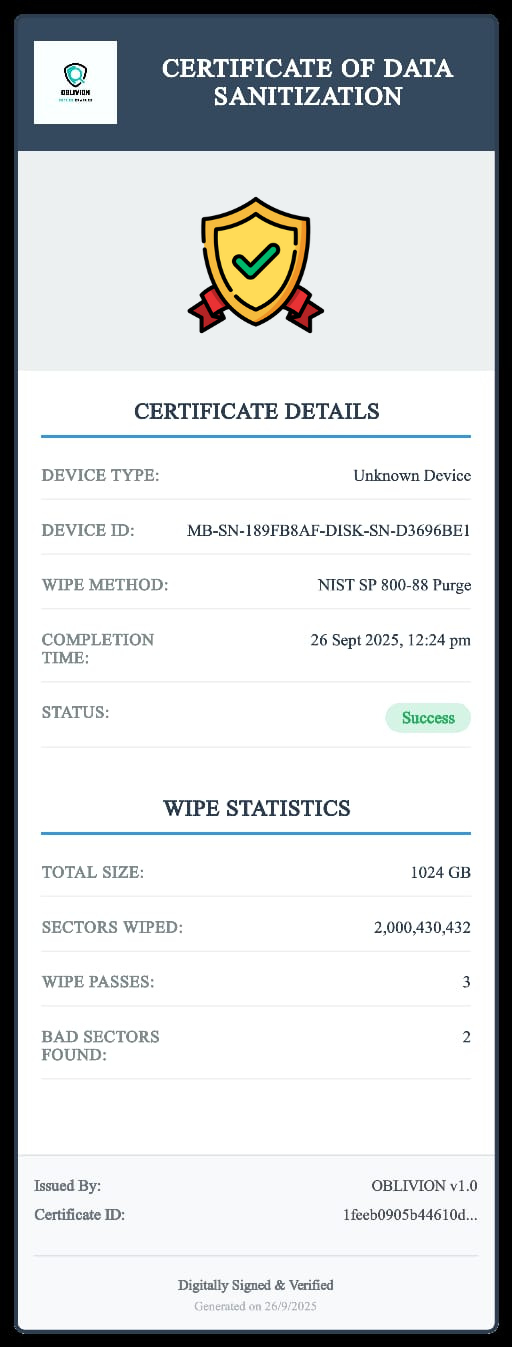 OBLIVION
CERTIFICATE OF DATA
SANITIZATION
CERTIFICATE DETAILS
DEVICE TYPE: Unknown Device
DEVICE ID: MB-SN-189FB8AF-DISK-SN-D3696BE1
WIPE METHOD: NIST SP 800-88 Purge
COMPLETION TIME: 26 Sept 2025, 12:24 pm
STATUS: Success
WIPE STATISTICS
TOTAL SIZE: 1024 GB
SECTORS WIPED: 2,000,430,432
WIPE PASSES: 3
BAD SECTORS FOUND: 2
Issued By: OBLIVION v1.0
Certificate ID: 1feeb0905b44610d...
Digitally Signed & Verified
Generated on 26/9/2025